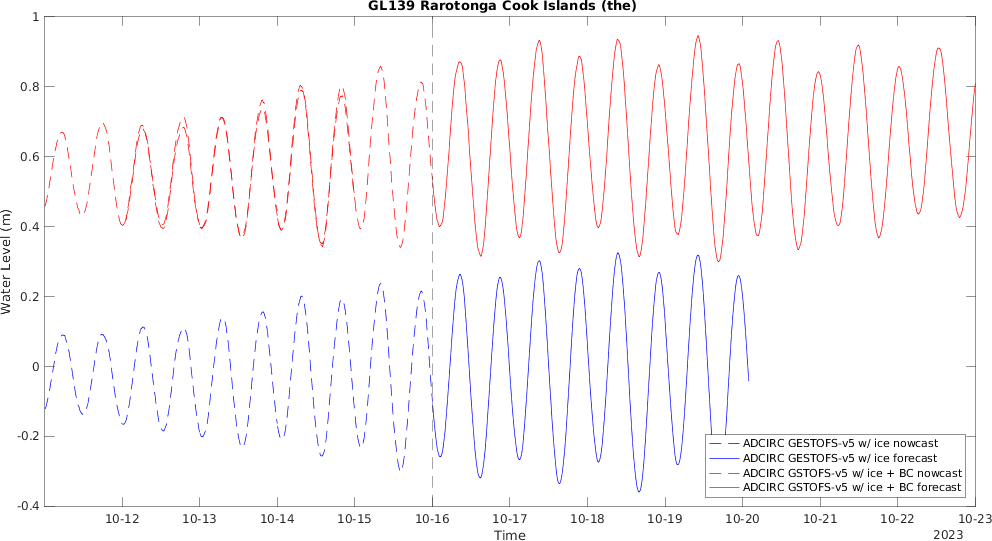 GL139 Rarotonga Cook Islands (the)
1
0.8
0.6
0.4
0.2
0
-0.2
-0.4
Water Level (m)
ADCIRC GESTOFS-v5 w/ ice nowcast
ADCIRC GESTOFS-v5 w/ ice forecast
ADCIRC GSTOFS-v5 w/ ice + BC nowcast
ADCIRC GSTOFS-v5 w/ ice + BC forecast
10-12 10-13 10-14 10-15 10-16 10-17 10-18 10-19 10-20 10-21 10-22 10-23
Time
2023